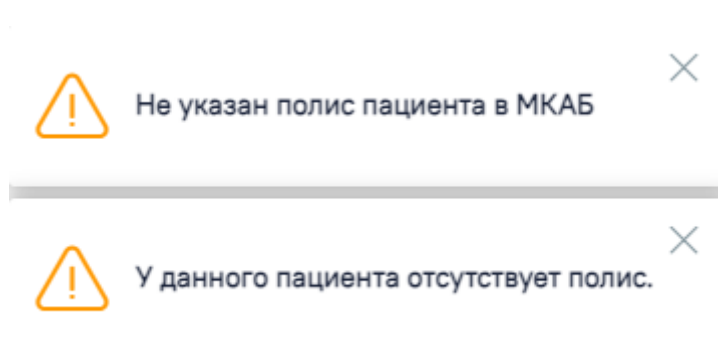 Не указан полис пациента в МКАБ
У данного пациента отсутствует полис.